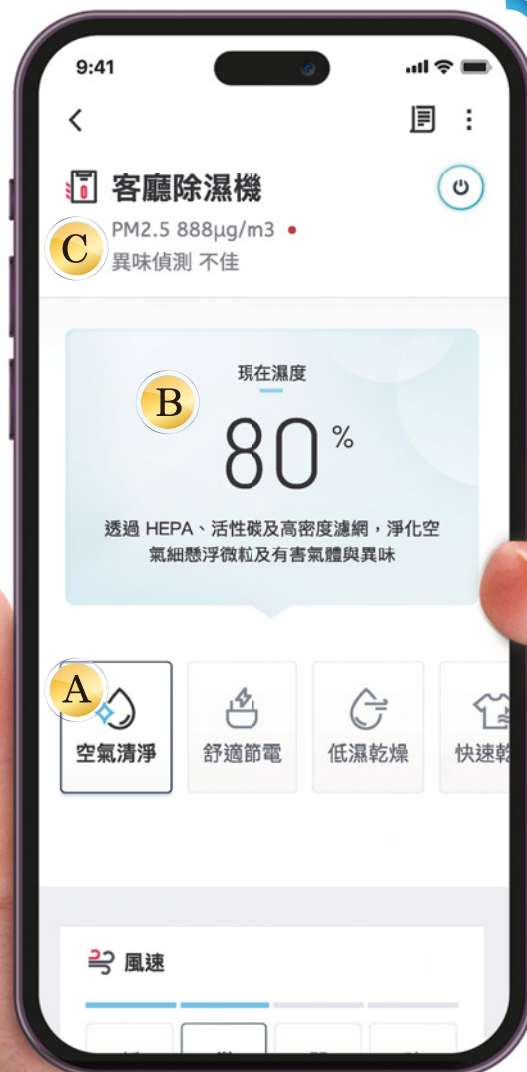 9:41
客廳除濕機
PM2.5 888μg/m3
C
異味偵測 不佳
現在濕度
B
80%
透過 HEPA、活性碳及高密度濾網，淨化空
氣細懸浮微粒及有害氣體與異味
A
空氣清淨
舒適節電
低濕乾燥
快速乾
風速